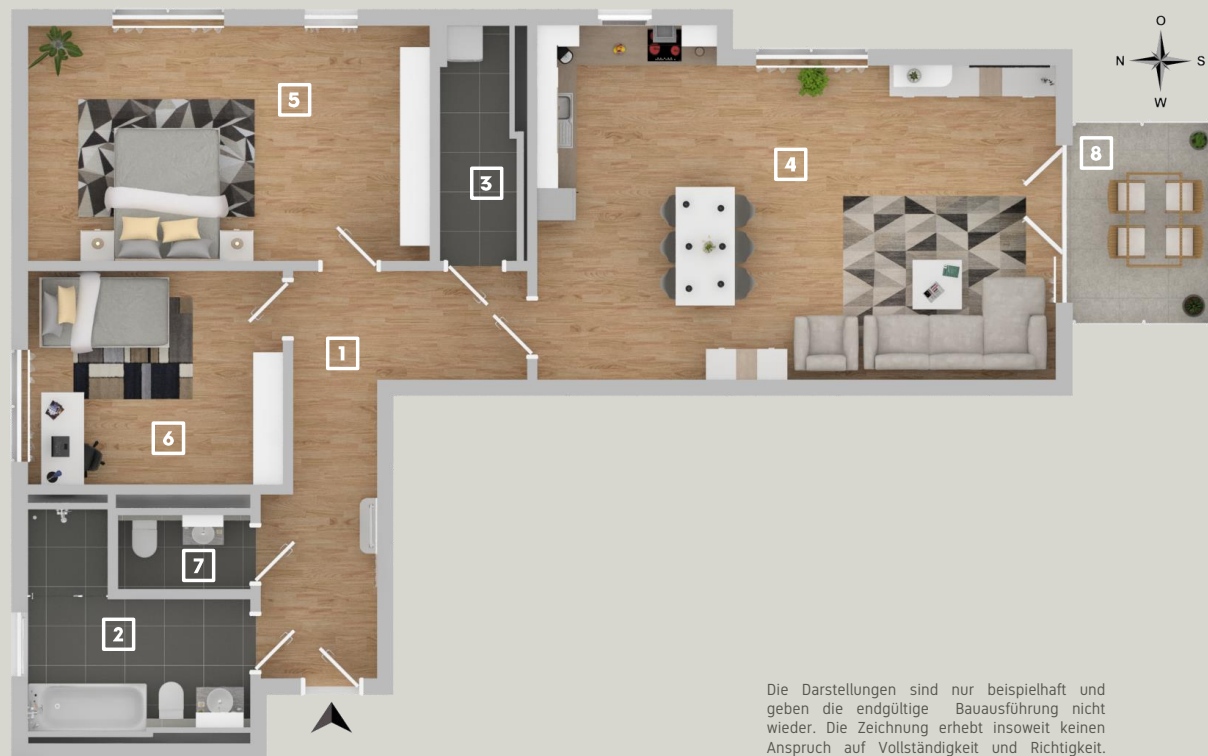 O
N S
W
5
3
4
8
1
6
7
2
Die Darstellungen sind nur beispielhaft und
geben die endgültige Bauausführung nicht
wieder. Die Zeichnung erhebt insoweit keinen
Anspruch auf Vollständigkeit und Richtigkeit.